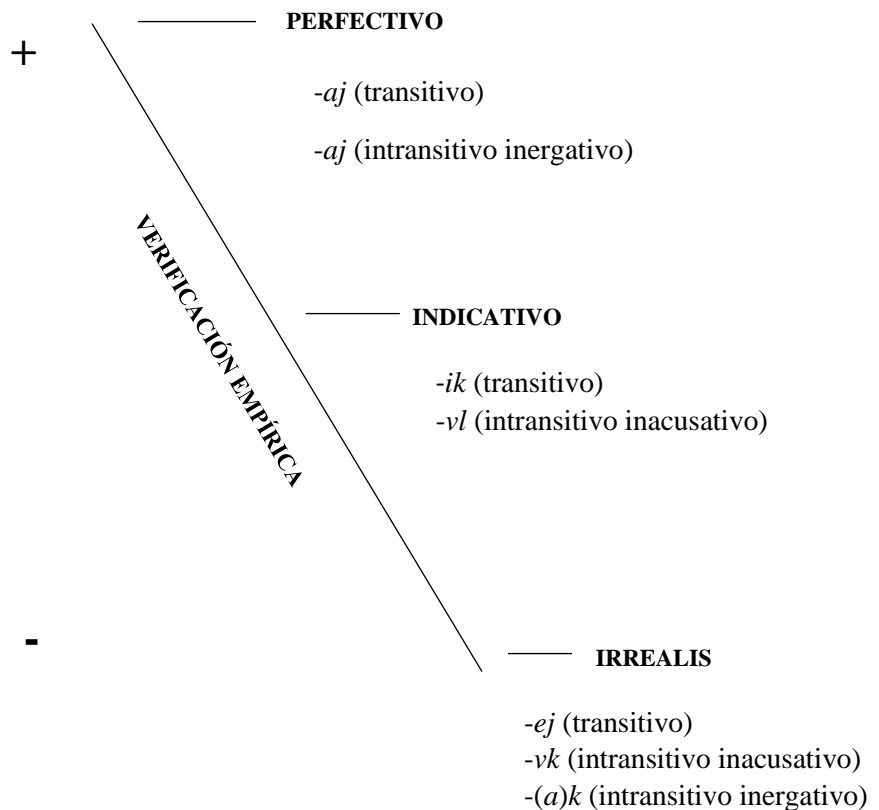 PERFECTIVO
+
-aj (transitivo)
-aj (intransitivo inergativo)
VERIFICACIÓN EMPÍRICA
INDICATIVO
-ik (transitivo)
-vl (intransitivo inacusativo)
-
IRREALIS
-ej (transitivo)
-vk (intransitivo inacusativo)
-(a)k (intransitivo inergativo)